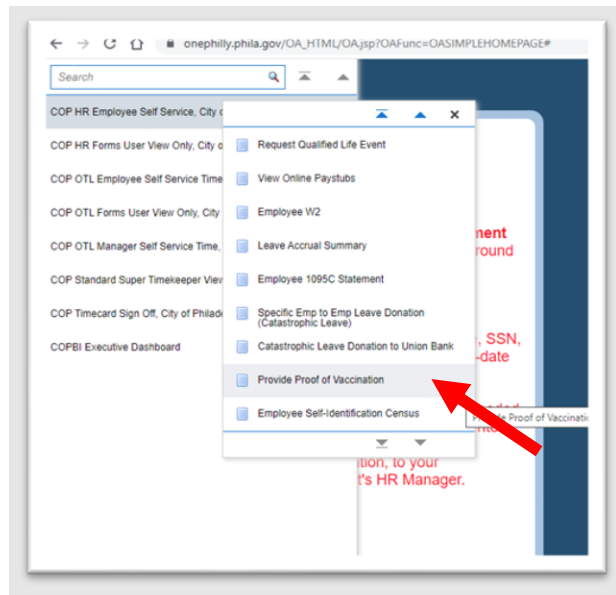 onephilly.phila.gov/OA_HTML/OA.jsp?OAFunc=OASIMPLEHOMEPAGE#
Search
COP HR Employee Self Service, City
COP HR Forms User View Only, City
COP OTL Employee Self Service Time
COP OTL Forms User View Only, City
COP OTL Manager Self Service Time,
COP Standard Super Timekeeper View
COP Timecard Sign Off, City of
COPBI Executive Dashboard
Request Qualified Life Event
View Online Paystubs
Employee W2
Leave Accrual Summary
Employee 1095C Statement
Specific Emp to Emp Leave Donation
(Catastrophic Leave)
Catastrophic Leave Donation to Union Bank
Provide Proof of Vaccination
Employee Self-Identification Census
round
, SSN,
-date
of Vaccinatio
to your
t's HR Manager.